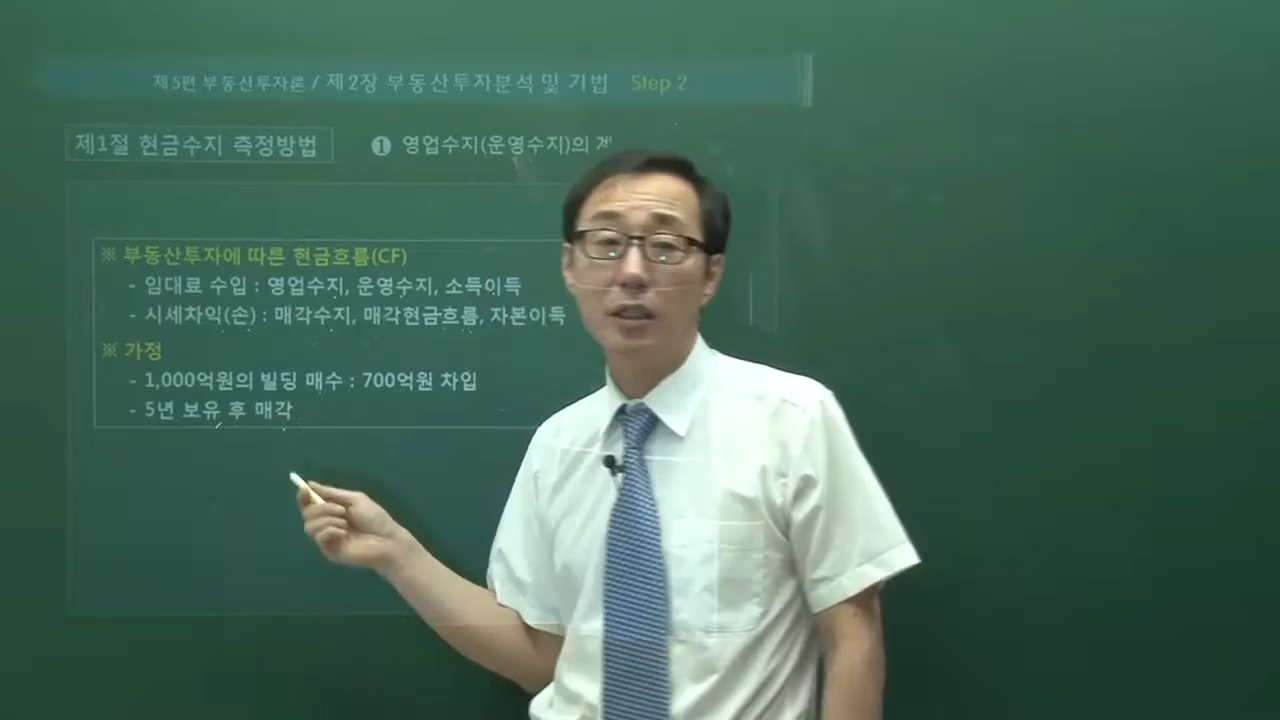 제5편 부동산투자론 / 제2장 부동산투자분석 및 기법 Step 2
제1절 현금수지 측정방법
❶ 영업수지(운영수지)의
※ 부동산투자에 따른 현금흐름(CF)
- 임대료 수입 : 영업수지, 운영수지, 소득이득
- 시세차익(손) : 매각수지, 매각현금흐름, 자본이득
※ 가정
- 1,000억원의 빌딩 매수 : 700억원 차입
- 5년 보유 후 매각